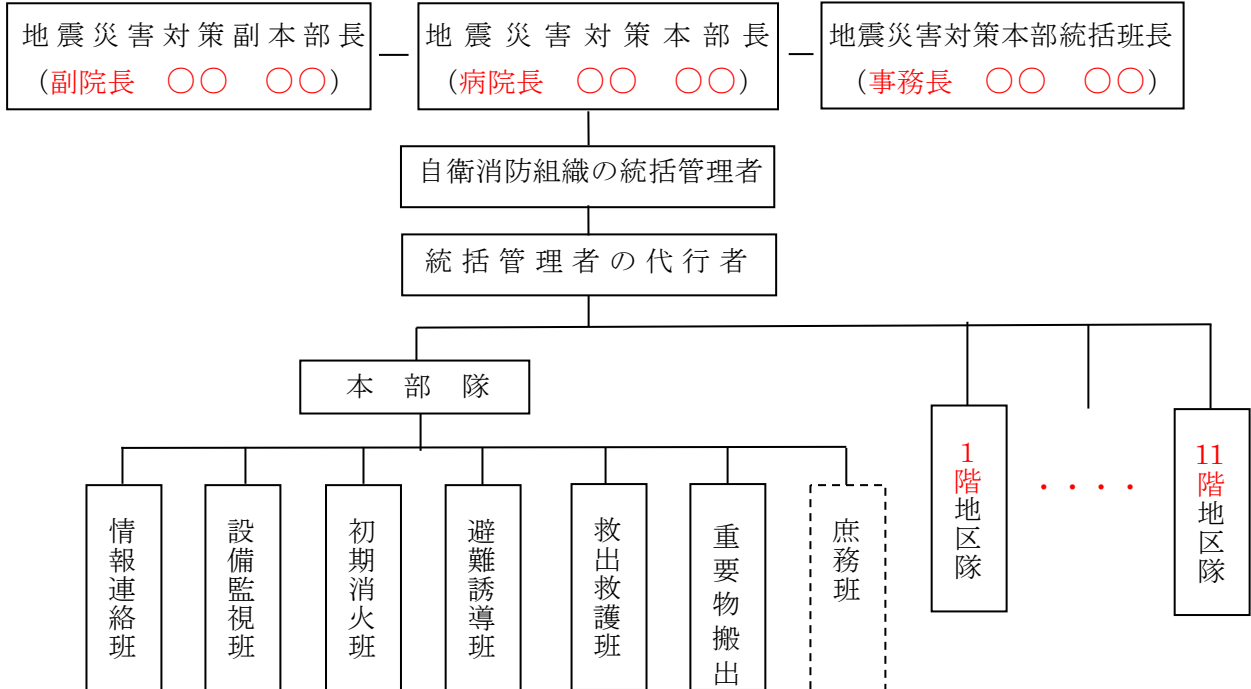 地震災害対策副本部長
(副院長　○○　○○)
地震災害対策本部長
(病院長　○○　○○)
地震災害対策本部統括班長
(事務長　○○　○○)
自衛消防組織の統括管理者
統括管理者の代行者
本部隊
情報連絡班
設備監視班
初期消火班
避難誘導班
救出救護班
重要物搬出
庶務班
1階地区隊
・・・・
11階地区隊